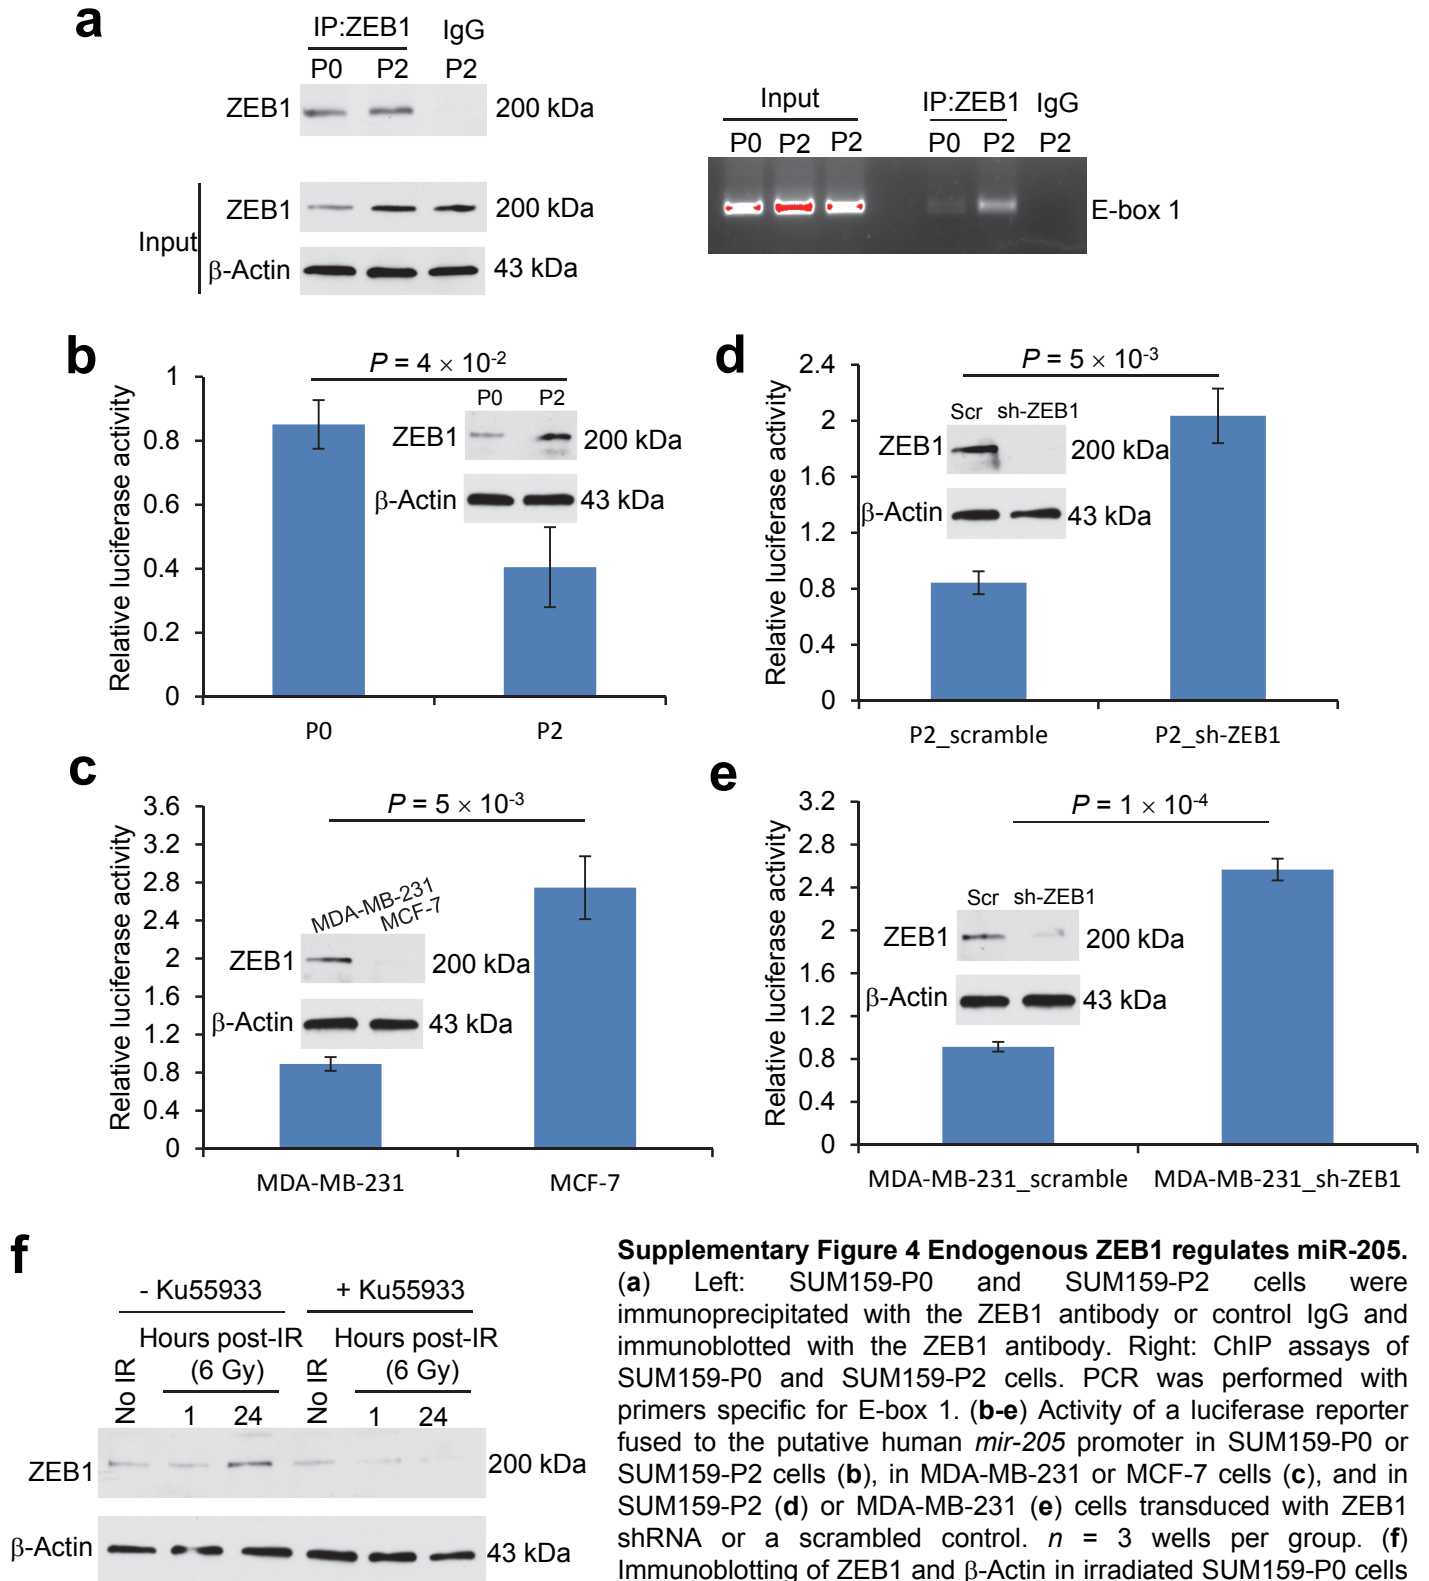 a
IP:ZEB1 IgG
P0 P2 P2
ZEB1 200 kDa
Input
ZEB1 200 kDa
β-Actin 43 kDa
Input IP:ZEB1 IgG
P0 P2 P2 P0 P2 P2
E-box 1
b
P = 4 × 10-2
Relative luciferase activity
1
0.8
0.6
0.4
0.2
0
P0 P2
ZEB1 200 kDa
β-Actin 43 kDa
P0 P2
d
P = 5 × 10-3
Relative luciferase activity
2.4
2
1.6
1.2
0.8
0.4
0
Scr sh-ZEB1
ZEB1 200 kDa
β-Actin 43 kDa
P2_scramble P2_sh-ZEB1
c
P = 5 × 10-3
Relative luciferase activity
3.6
3.2
2.8
2.4
2
1.6
1.2
0.8
0.4
0
MDA-MB-231
MCF-7
ZEB1 200 kDa
β-Actin 43 kDa
MDA-MB-231 MCF-7
e
P = 1 × 10-4
Relative luciferase activity
3.2
2.8
2.4
2
1.6
1.2
0.8
0.4
0
Scr sh-ZEB1
ZEB1 200 kDa
β-Actin 43 kDa
MDA-MB-231_scramble MDA-MB-231_sh-ZEB1
f
- Ku55933 + Ku55933
Hours post-IR Hours post-IR
No IR (6 Gy) No IR (6 Gy)
1 24 1 24
ZEB1 200 kDa
β-Actin 43 kDa
Supplementary Figure 4 Endogenous ZEB1 regulates miR-205.
(a) Left: SUM159-P0 and SUM159-P2 cells were
immunoprecipitated with the ZEB1 antibody or control IgG and
immunoblotted with the ZEB1 antibody. Right: ChIP assays of
SUM159-P0 and SUM159-P2 cells. PCR was performed with
primers specific for E-box 1. (b-e) Activity of a luciferase reporter
fused to the putative human mir-205 promoter in SUM159-P0 or
SUM159-P2 cells (b), in MDA-MB-231 or MCF-7 cells (c), and in
SUM159-P2 (d) or MDA-MB-231 (e) cells transduced with ZEB1
shRNA or a scrambled control. n = 3 wells per group. (f)
Immunoblotting of ZEB1 and β-Actin in irradiated SUM159-P0 cells